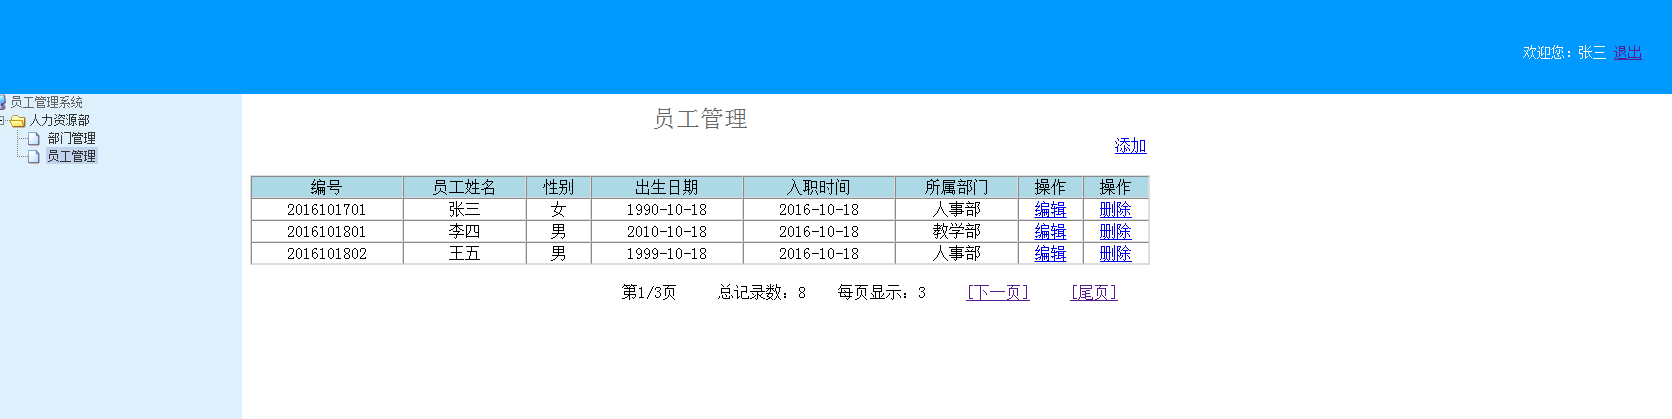 欢迎您：张三 退出
员工管理系统
人力资源部
部门管理
员工管理
员工管理
添加
编号 员工姓名 性别 出生日期 入职时间 所属部门 操作 操作
2016101701 张三 女 1990-10-18 2016-10-18 人事部 编辑 删除
2016101801 李四 男 2010-10-18 2016-10-18 教学部 编辑 删除
2016101802 王五 男 1999-10-18 2016-10-18 人事部 编辑 删除
第1/3页 总记录数：8 每页显示：3 [下一页] [尾页]